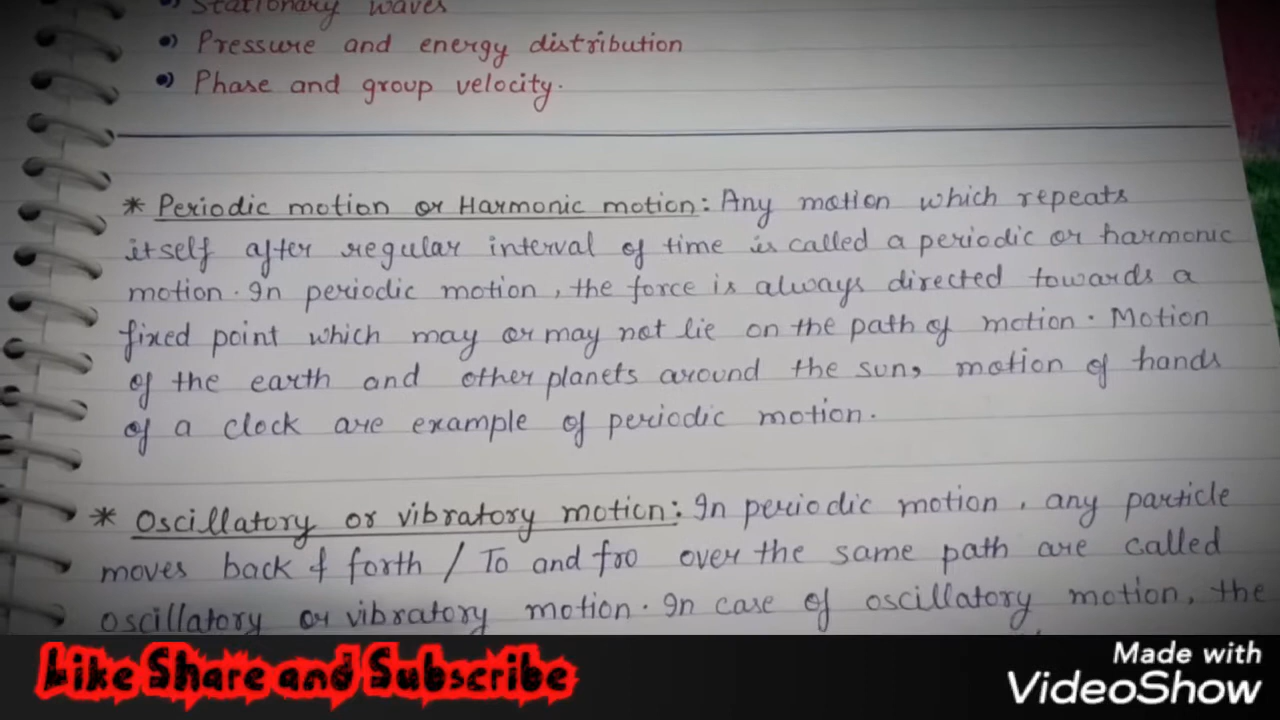 •) Stationary waves
•) Pressure and energy distribution
•) Phase and group velocity.
* Periodic motion or Harmonic motion: Any motion which repeats
itself after regular interval of time is called a periodic or harmonic
motion. In periodic motion, the force is always directed towards a
fixed point which may or may not lie on the path of motion. Motion
of the earth and other planets around the sun, motion of hands
of a clock are example of periodic motion.
* Oscillatory or vibratory motion: In periodic motion, any particle
moves back & forth / To and fro over the same path are called
oscillatory or vibratory motion. In case of oscillatory motion, the
Like Share and Subscribe
Made with
VideoShow